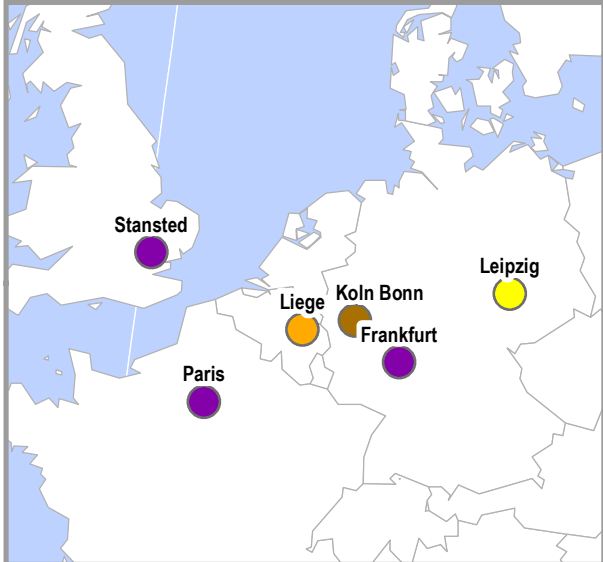 Stansted
Leipzig
Koln Bonn
Liege
Frankfurt
Paris